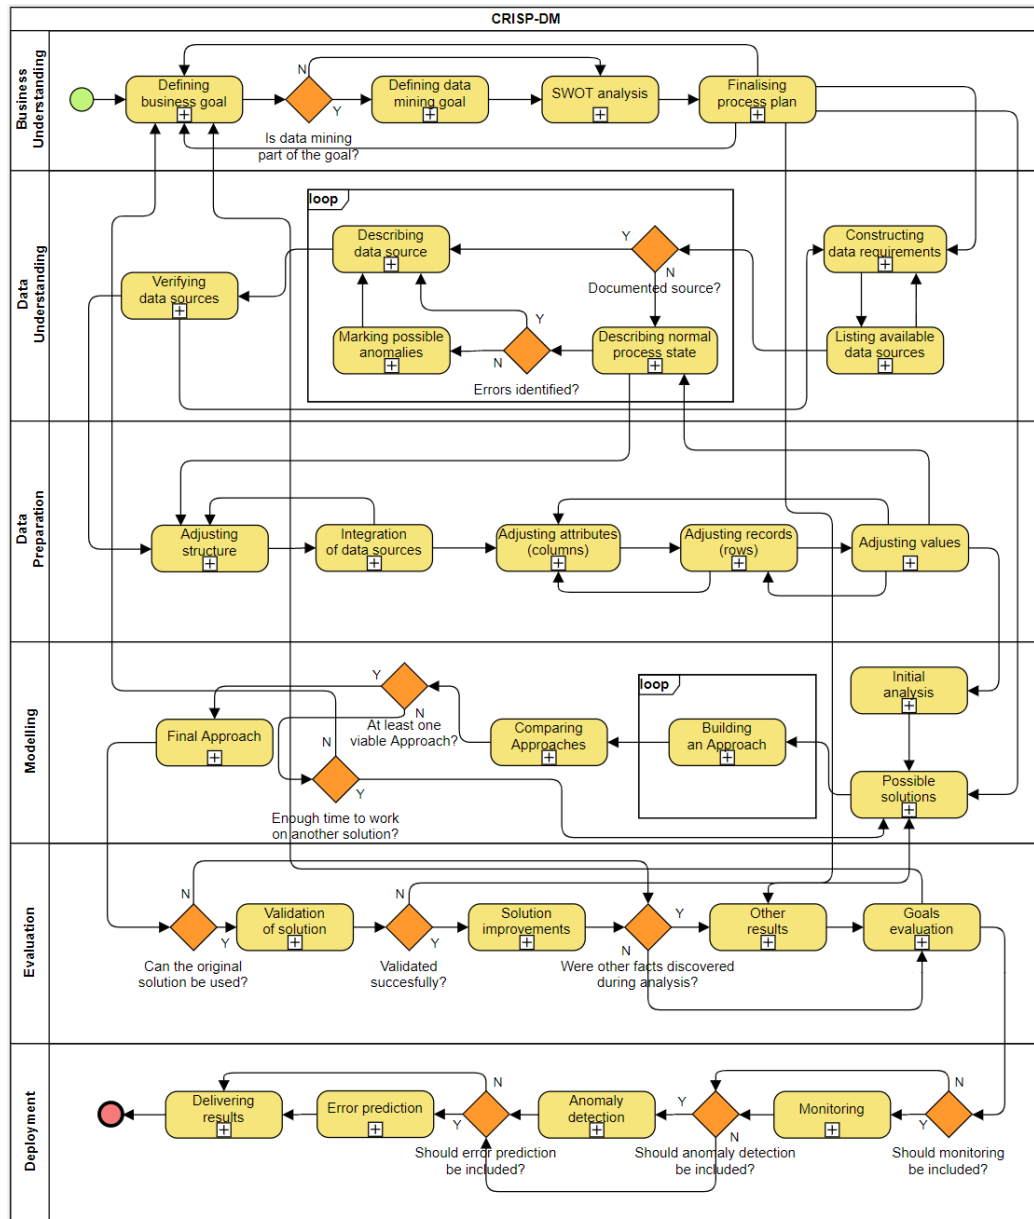 CRISP-DM
Business
Understanding
Defining
business goal
N
Y
Is data mining
part of the goal?
Defining data
mining goal
SWOT analysis
Finalising
process plan
Data
Understanding
loop
Describing
data source
Y
N
Documented source?
Constructing
data requirements
Verifying
data sources
Marking possible
anomalies
Y
N
Errors identified?
Describing normal
process state
Listing available
data sources
Data
Preparation
Adjusting
structure
Integration
of data sources
Adjusting attributes
(columns)
Adjusting records
(rows)
Adjusting values
Modelling
Y
N
At least one
viable Approach?
loop
Initial
analysis
Final Approach
N
Y
Enough time to work
on another solution?
Comparing
Approaches
Building
an Approach
Possible
solutions
Evaluation
N
Y
Can the original
solution be used?
Validation
of solution
N
Y
Validated
succesfully?
Solution
improvements
Y
N
Were other facts discovered
during analysis?
Other
results
Goals
evaluation
Deployment
Delivering
results
Error prediction
N
Y
Should error prediction
be included?
Anomaly
detection
Y
N
Should anomaly detection
be included?
Monitoring
N
Y
Should monitoring
be included?